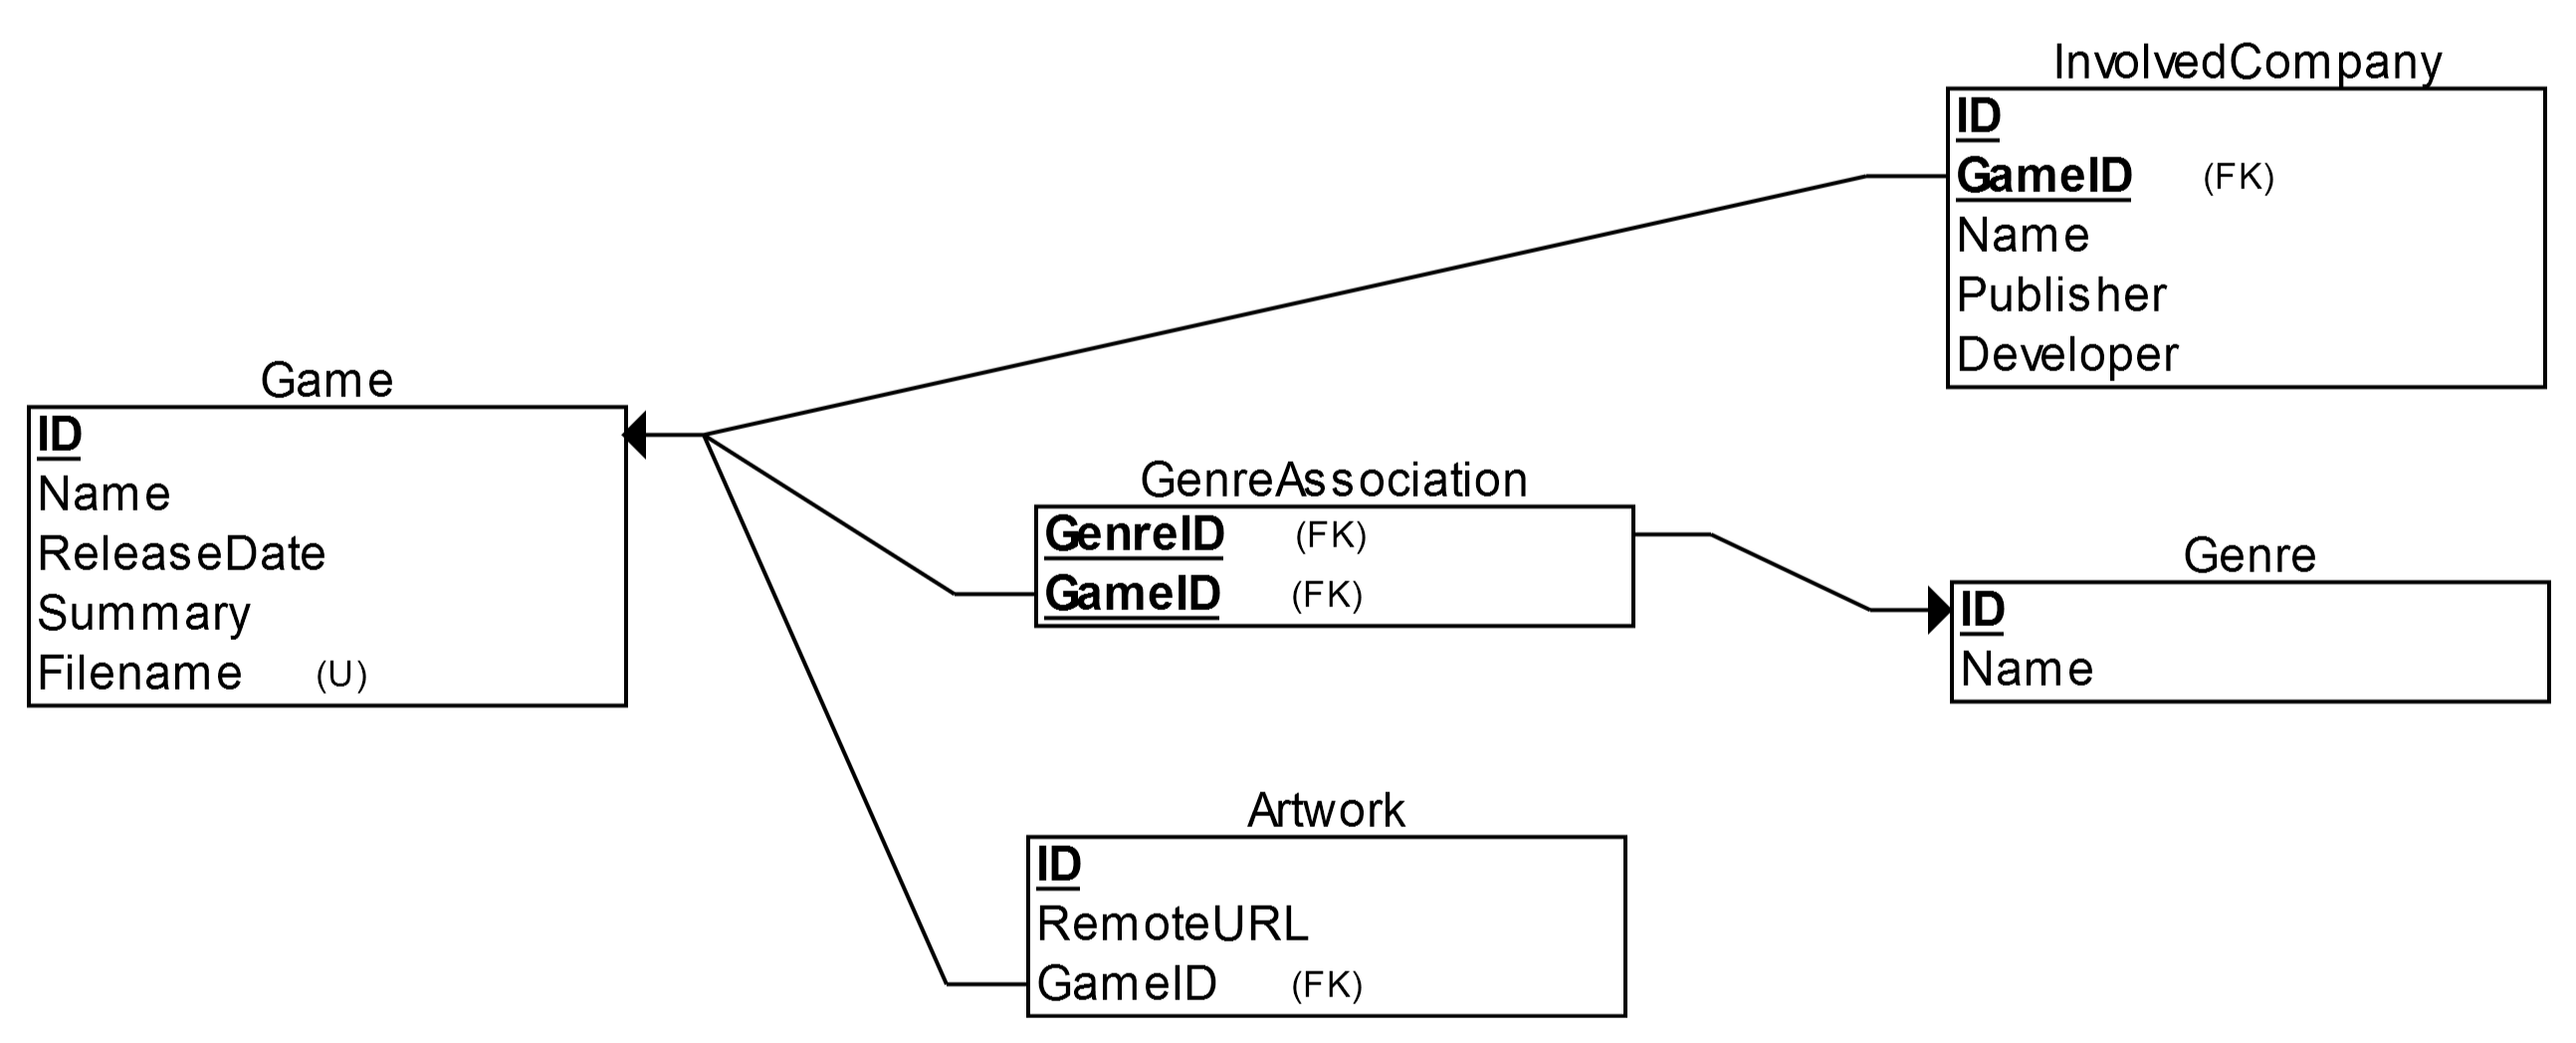 InvolvedCompany
ID
GameID (FK)
Name
Publisher
Developer
Game
ID
Name
ReleaseDate
Summary
Filename (U)
GenreAssociation
GenreID (FK)
GameID (FK)
Genre
ID
Name
Artwork
ID
RemoteURL
GameID (FK)